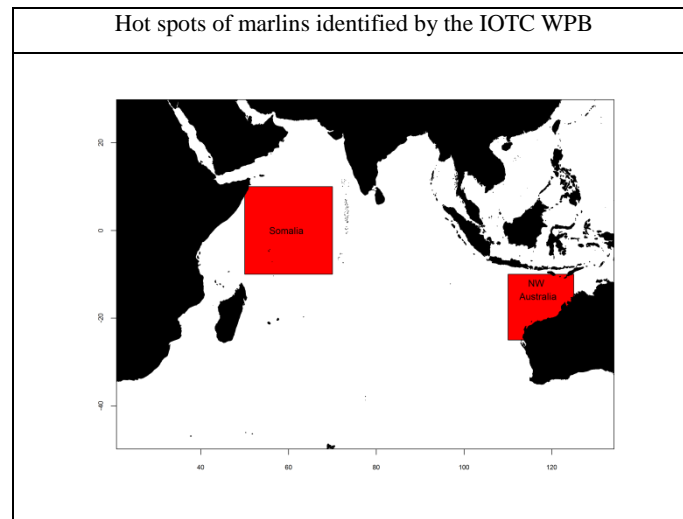 Hot spots of marlins identified by the IOTC WPB
20
0
-20
-40
Somalia
NW
Australia
40 60 80 100 120